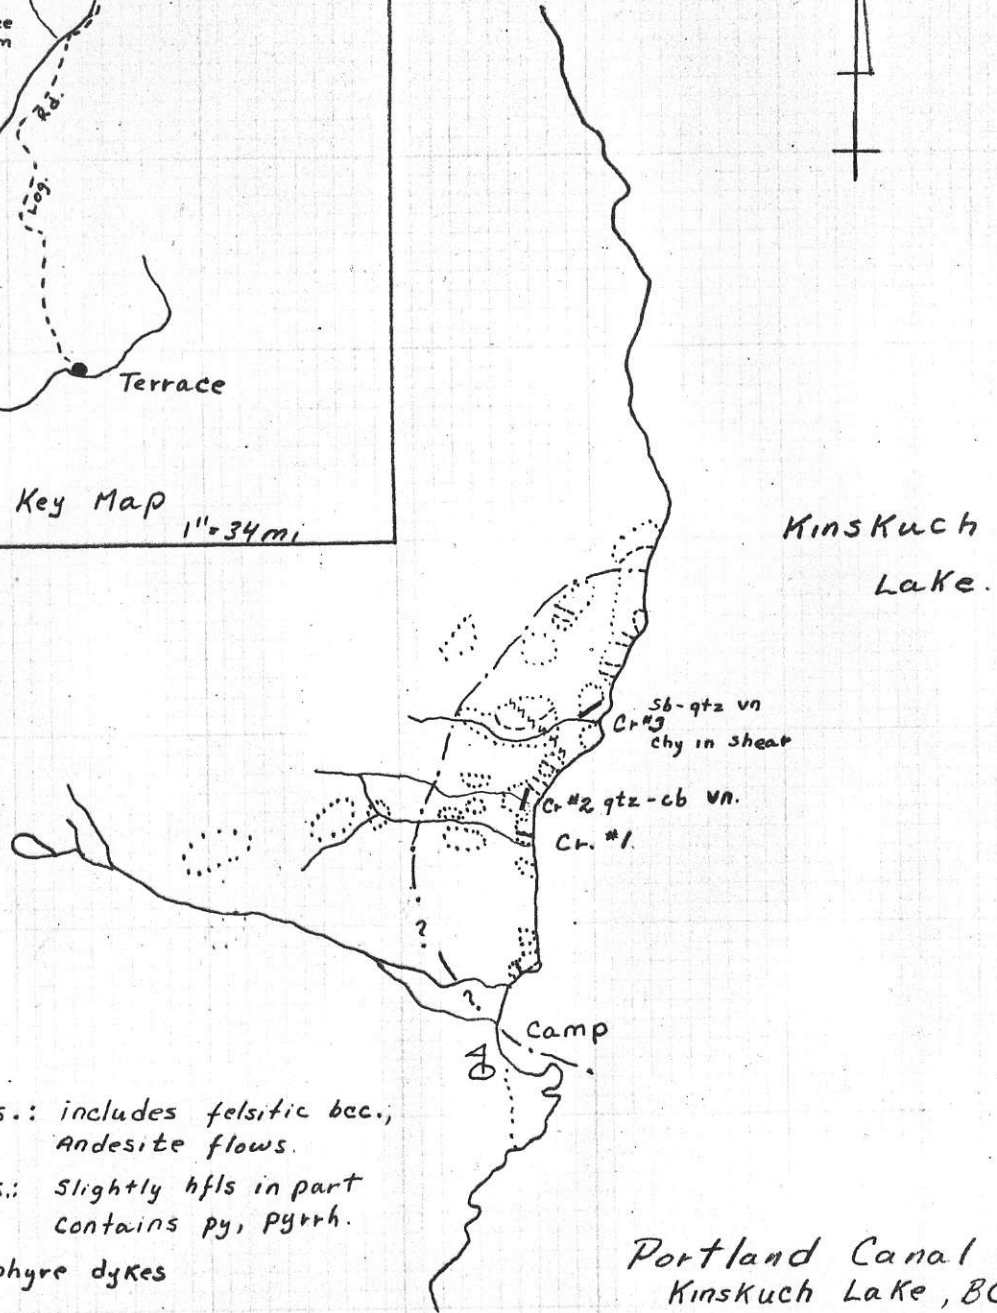 Rd.
Log.
Terrace
Key Map
1"=34mi
Kinskuch
Lake.
Sb-qtz vn
Cr#3
Chy in shear
Cr #2 qtz-cb vn.
Cr. #1
?
?
Camp
s.: includes felsitic bcc.,
Andesite flows.
s.: Slightly hfls in part
Contains py, pyrrh.
phyre dykes
Portland Canal
Kinskuch Lake, BC